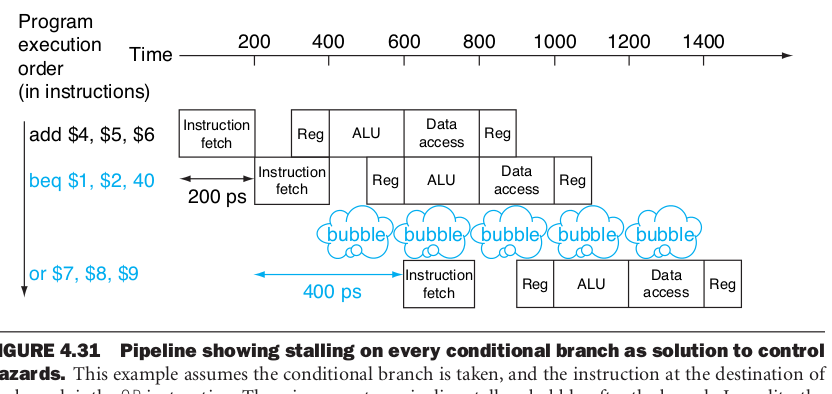 Program
execution
order
(in instructions)
Time
200 400 600 800 1000 1200 1400
add $4, $5, $6
Instruction
fetch
Reg
ALU
Data
access
Reg
beq $1, $2, 40
200 ps
Instruction
fetch
Reg
ALU
Data
access
Reg
bubble bubble bubble bubble bubble
or $7, $8, $9
400 ps
Instruction
fetch
Reg
ALU
Data
access
Reg
IGURE 4.31 Pipeline showing stalling on every conditional branch as solution to control
azards. This example assumes the conditional branch is taken, and the instruction at the destination of